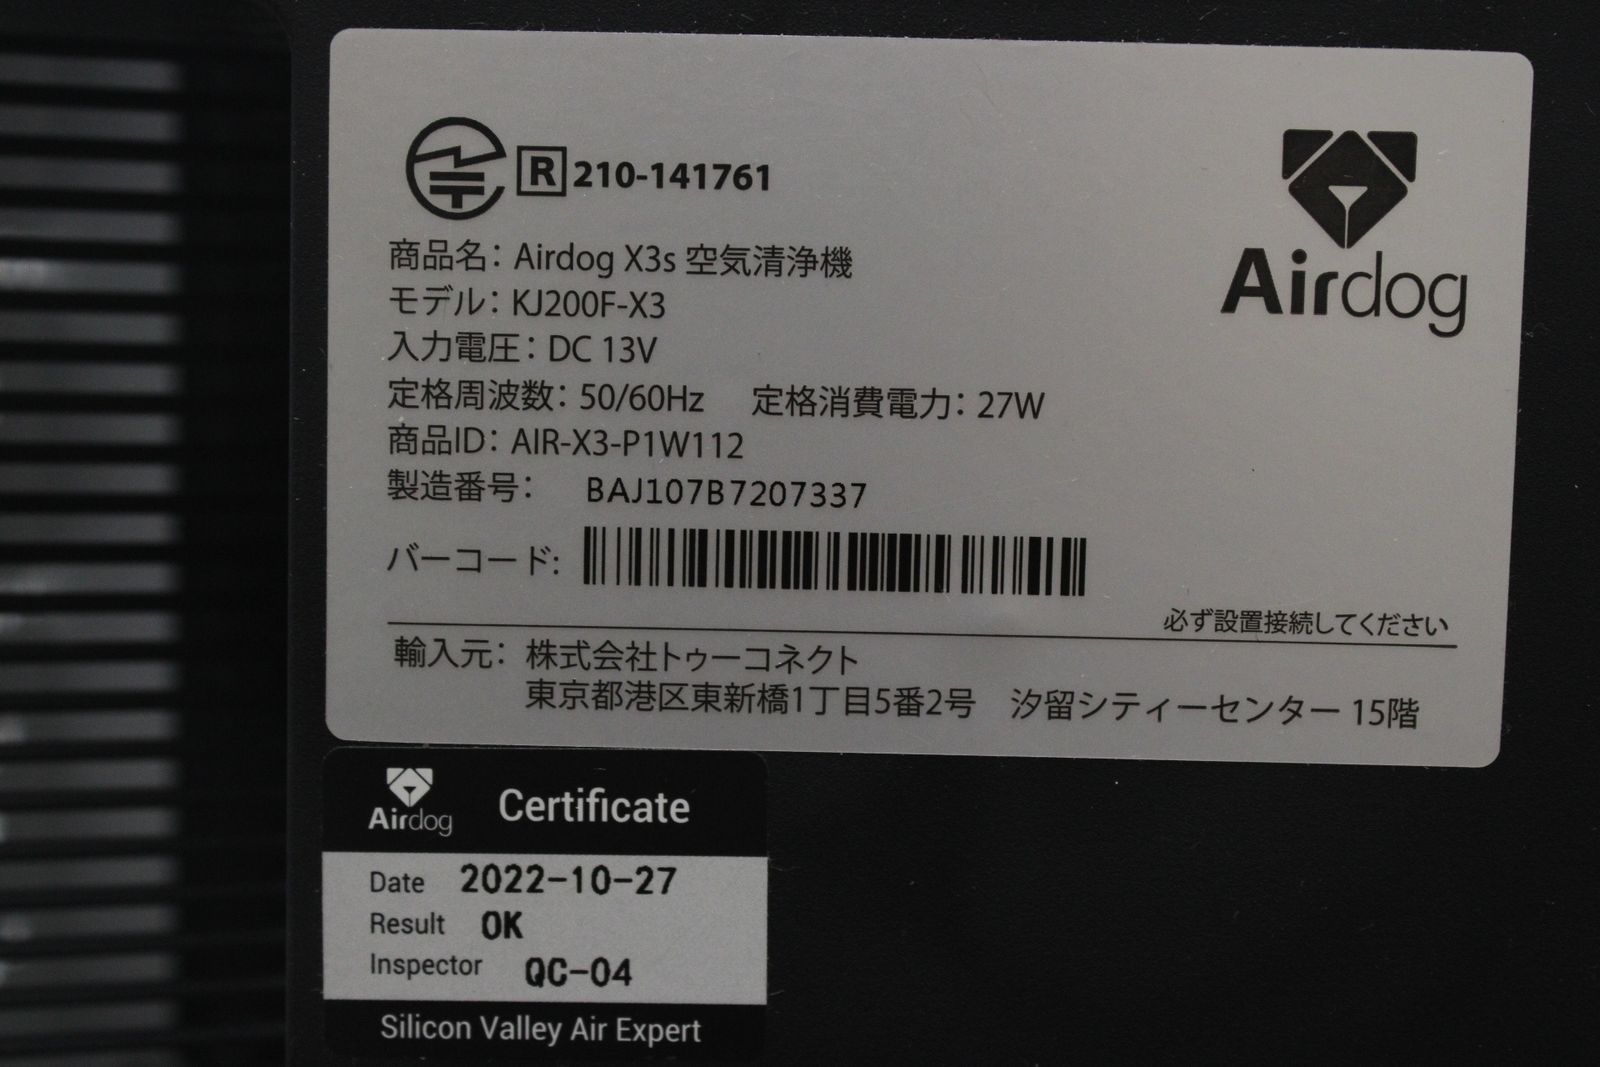 R 210-141761
Airdog
商品名： Airdog X3s 空気清浄機
モデル： KJ200F-X3
入力電圧： DC 13V
定格周波数： 50/60Hz 定格消費電力： 27W
商品ID： AIR-X3-P1W112
製造番号： BAJ107B7207337
バーコード:
必ず設置接続してください
輸入元： 株式会社トゥーコネクト
東京都港区東新橋1丁目5番2号 汐留シティーセンター 15階
Airdog Certificate
Date 2022-10-27
Result OK
Inspector QC-04
Silicon Valley Air Expert